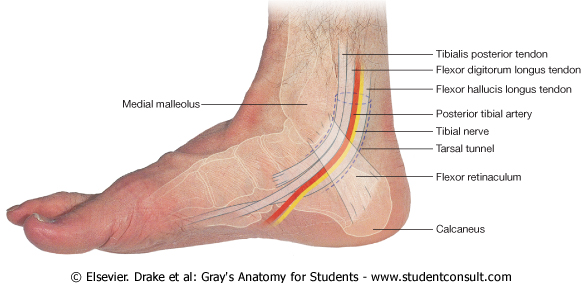 Tibialis posterior tendon
Flexor digitorum longus tendon
Flexor hallucis longus tendon
Medial malleolus
Posterior tibial artery
Tibial nerve
Tarsal tunnel
Flexor retinaculum
Calcaneus
© Elsevier. Drake et al: Gray's Anatomy for Students - www.studentconsult.com